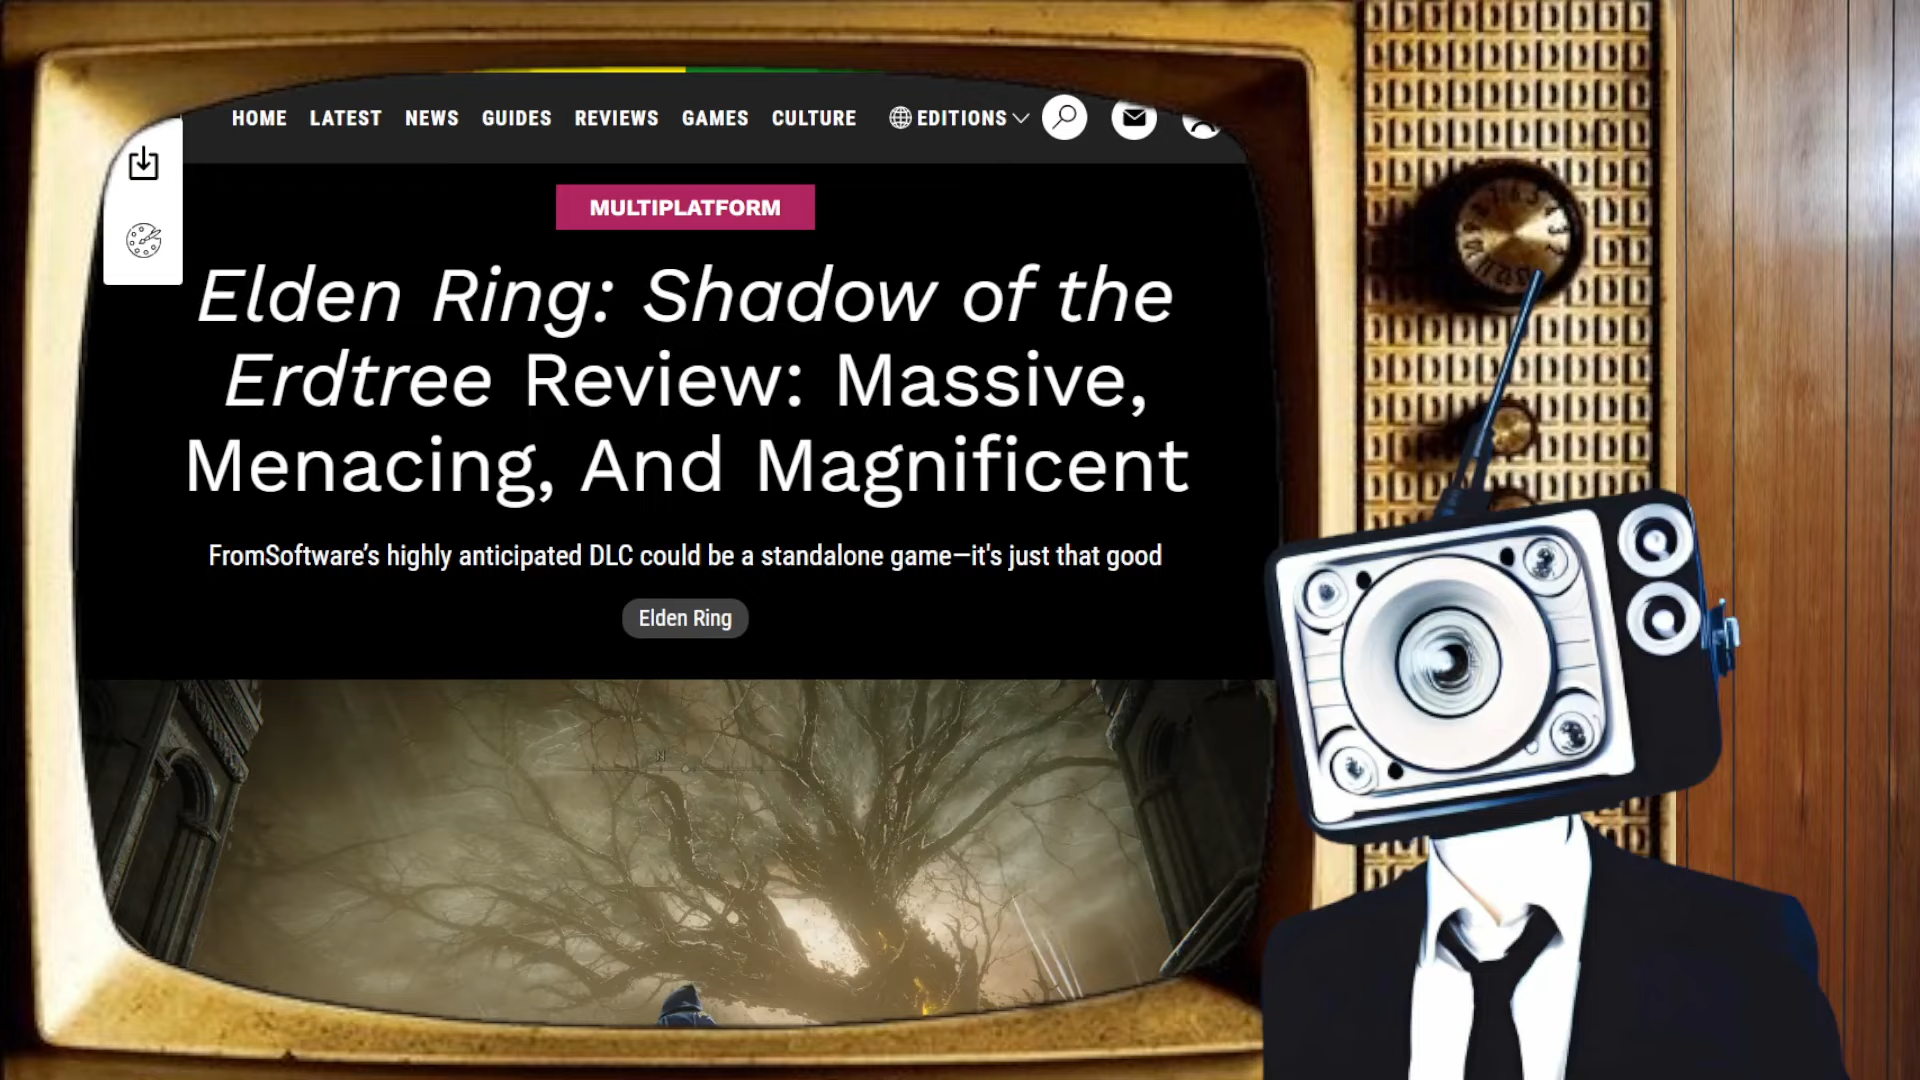 HOME LATEST NEWS GUIDES REVIEWS GAMES CULTURE EDITIONS
MULTIPLATFORM
Elden Ring: Shadow of the
Erdtree Review: Massive,
Menacing, And Magnificent
FromSoftware’s highly anticipated DLC could be a standalone game—it's just that good
Elden Ring